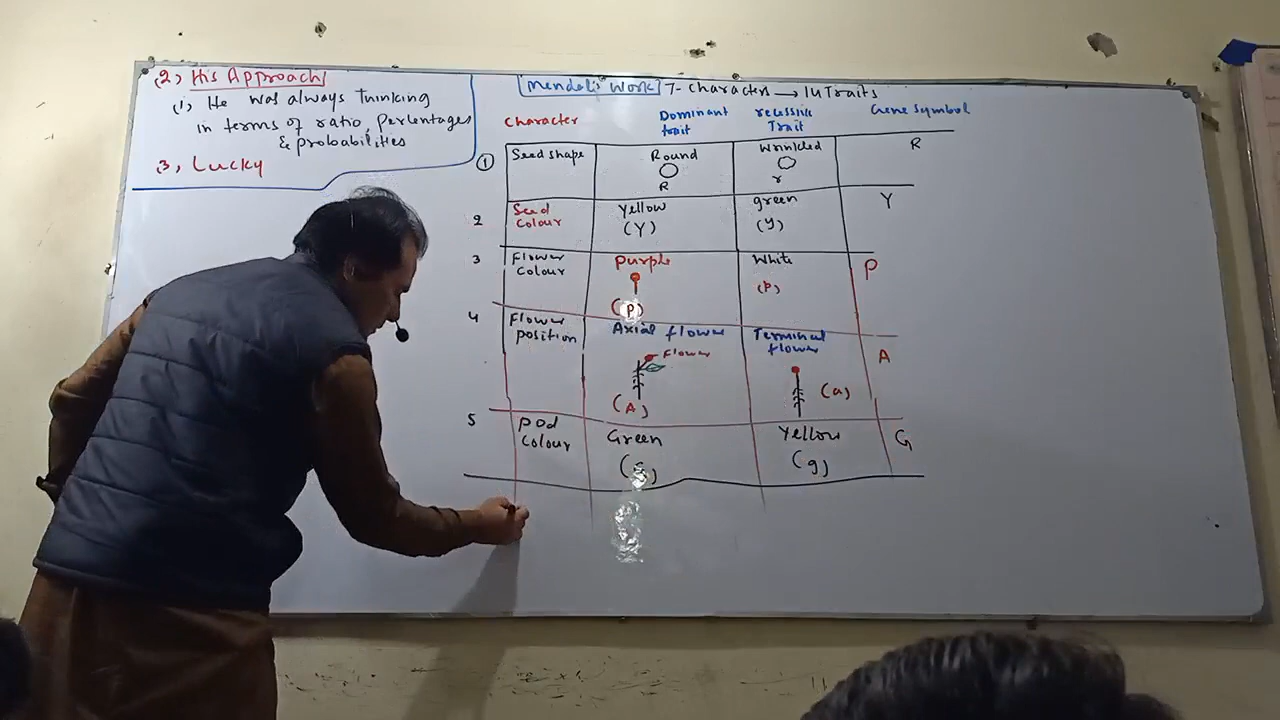 2) His Approach
(i) He was always Thinking
in terms of ratio, Percentages
& probabilities
3, Lucky
Mendel's Work 7- Characters → 14 Traits
Character Dominant trait recessive Trait Gene Symbol
① Seed shape Round R Wrinkled r R
2 Seed Colour Yellow (Y) green (y) Y
3 Flower Colour Purple (P) White (p) P
4 Flower position Axial flower Flower (A) Terminal flower (a) A
5 Pod Colour Green (G) Yellow (g) G